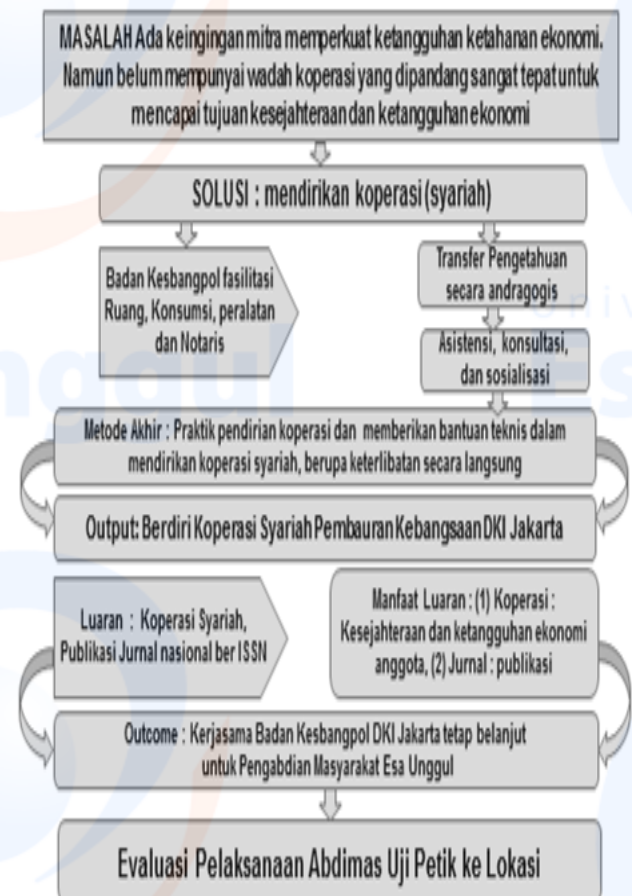 MASALAH Ada keingingan mitra memperkuat ketangguhan ketahanan ekonomi.
Namun belum mempunyai wadah koperasi yang dipandang sangat tepat untuk
mencapai tujuan kesejahteraan dan ketangguhan ekonomi
SOLUSI : mendirikan koperasi (syariah)
Badan Kesbangpol fasilitasi
Ruang, Konsumsi, peralatan
dan Notaris
Transfer Pengetahuan
secara andragogis
Asistensi, konsultasi,
dan sosialisasi
Metode Akhir : Praktik pendirian koperasi dan memberikan bantuan teknis dalam
mendirikan koperasi syariah, berupa keterlibatan secara langsung
Output: Berdiri Koperasi Syariah Pembauran Kebangsaan DKI Jakarta
Luaran : Koperasi Syariah,
Publikasi Jurnal nasional ber ISSN
Manfaat Luaran : (1) Koperasi :
Kesejahteraan dan ketangguhan ekonomi
anggota, (2) Jurnal : publikasi
Outcome : Kerjasama Badan Kesbangpol DKI Jakarta tetap belanjut
untuk Pengabdian Masyarakat Esa Unggul
Evaluasi Pelaksanaan Abdimas Uji Petik ke Lokasi